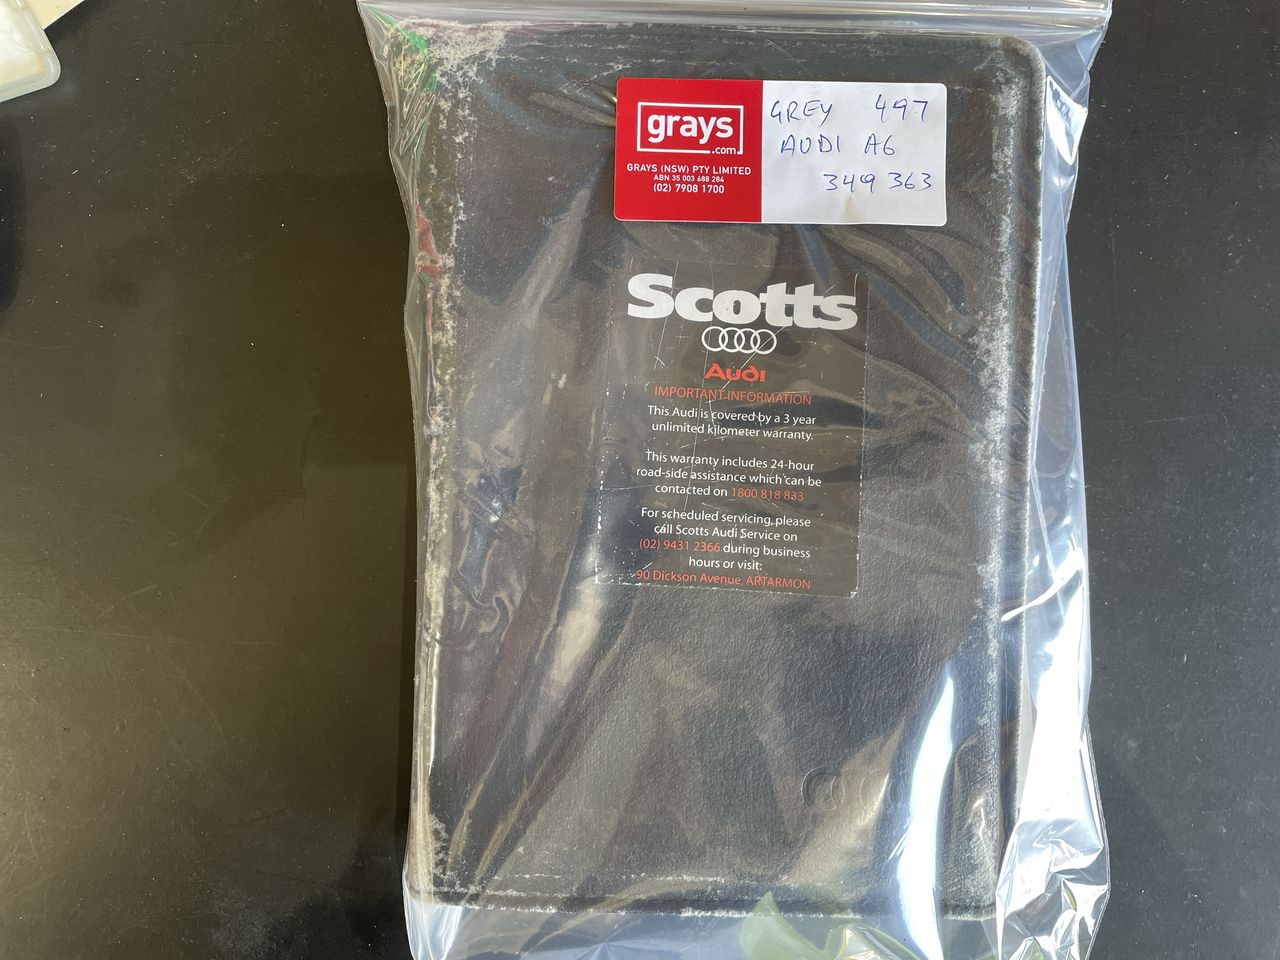 grays
.com
GRAYS (NSW) PTY LIMITED
ABN 35 003 688 284
(02) 7908 1700
GREY 497
AUDI A6
349 363
Scotts
Audi
IMPORTANT INFORMATION
This Audi is covered by a 3 year
unlimited kilometer warranty.
This warranty includes 24-hour
road-side assistance which can be
contacted on 1800 818 833
For scheduled servicing, please
call Scotts Audi Service on
(02) 9431 2366 during business
hours or visit:
90 Dickson Avenue, ARTARMON